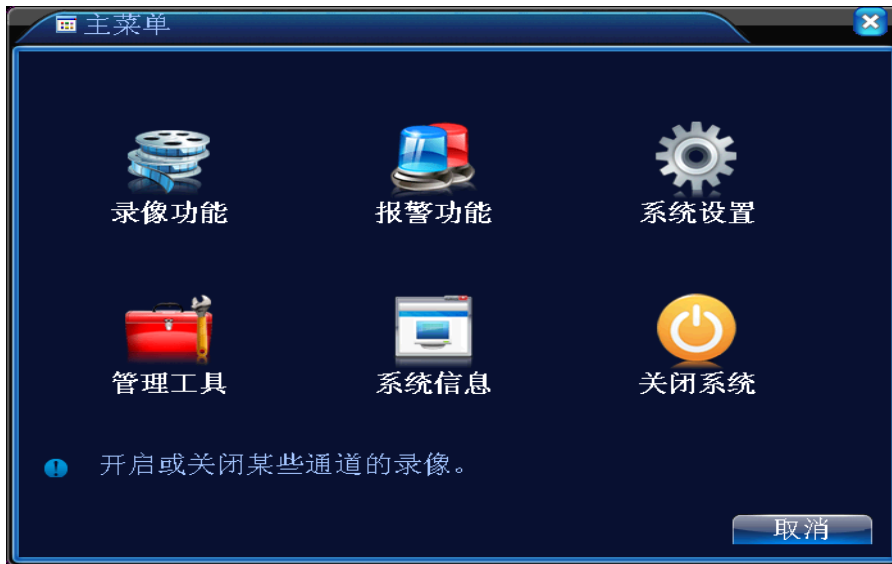 主菜单
录像功能 报警功能 系统设置
管理工具 系统信息 关闭系统
开启或关闭某些通道的录像。
取消